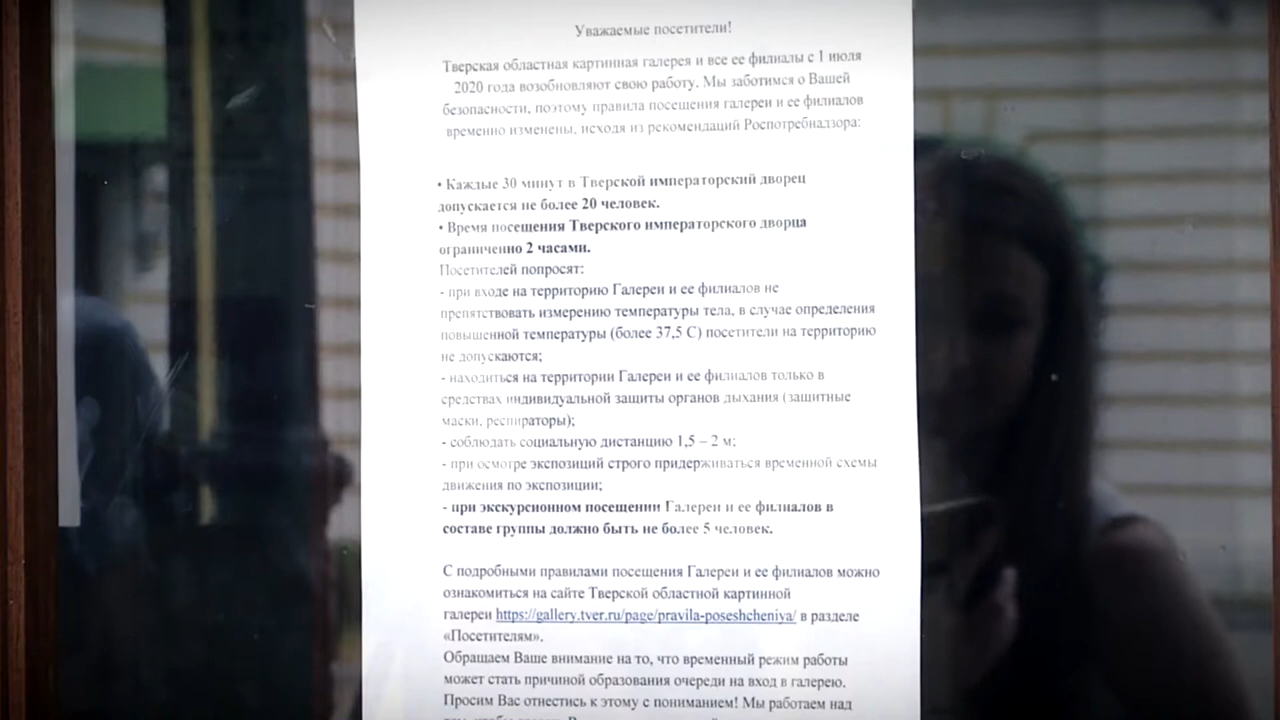 Уважаемые посетители!
Тверская областная картинная галерея и все ее филиалы с 1 июля
2020 года возобновляют свою работу. Мы заботимся о Вашей
безопасности, поэтому правила посещения галереи и ее филиалов
временно изменены, исходя из рекомендаций Роспотребнадзора:
• Каждые 30 минут в Тверской императорский дворец
допускается не более 20 человек.
• Время посещения Тверского императорского дворца
ограниченно 2 часами.
Посетителей попросят:
- при входе на территорию Галереи и ее филиалов не
препятствовать измерению температуры тела, в случае определения
повышенной температуры (более 37,5 С) посетители на территорию
не допускаются;
- находиться на территории Галереи и ее филиалов только в
средствах индивидуальной защиты органов дыхания (защитные
маски, респираторы);
- соблюдать социальную дистанцию 1,5 – 2 м;
- при осмотре экспозиций строго придерживаться временной схемы
движения по экспозиции;
- при экскурсионном посещении Галереи и ее филиалов в
составе группы должно быть не более 5 человек.
С подробными правилами посещения Галереи и ее филиалов можно
ознакомиться на сайте Тверской областной картинной
галереи https://gallery.tver.ru/page/pravila-poseshcheniya/ в разделе
«Посетителям».
Обращаем Ваше внимание на то, что временный режим работы
может стать причиной образования очереди на вход в галерею.
Просим Вас отнестись к этому с пониманием! Мы работаем над